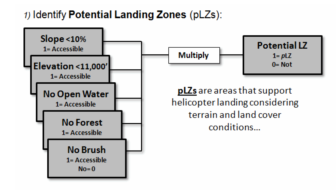 1) Identify Potential Landing Zones (pLZs):
Slope <10%
1= Accessible
Elevation <11,000'
1= Accessible
No Open Water
1= Accessible
No Forest
1= Accessible
No Brush
1= Accessible
No= 0
Multiply
Potential LZ
1= pLZ
0= Not
pLZs are areas that support
helicopter landing considering
terrain and land cover
conditions...